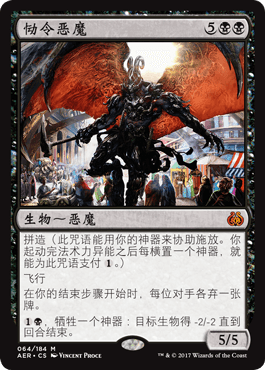 恸令恶魔 5
生物～恶魔
拼造（此咒语能用你的神器来协助施放。你
起动完法术力异能之后每横置一个神器，就
能为此咒语支付1。）
飞行
在你的结束步骤开始时，每位对手各弃一张
牌。
1，牺牲一个神器：目标生物得-2/-2直到
回合结束。
5/5
064/184 M
AER • CS VINCENT PROCE
™ & © 2017 Wizards of the Coast